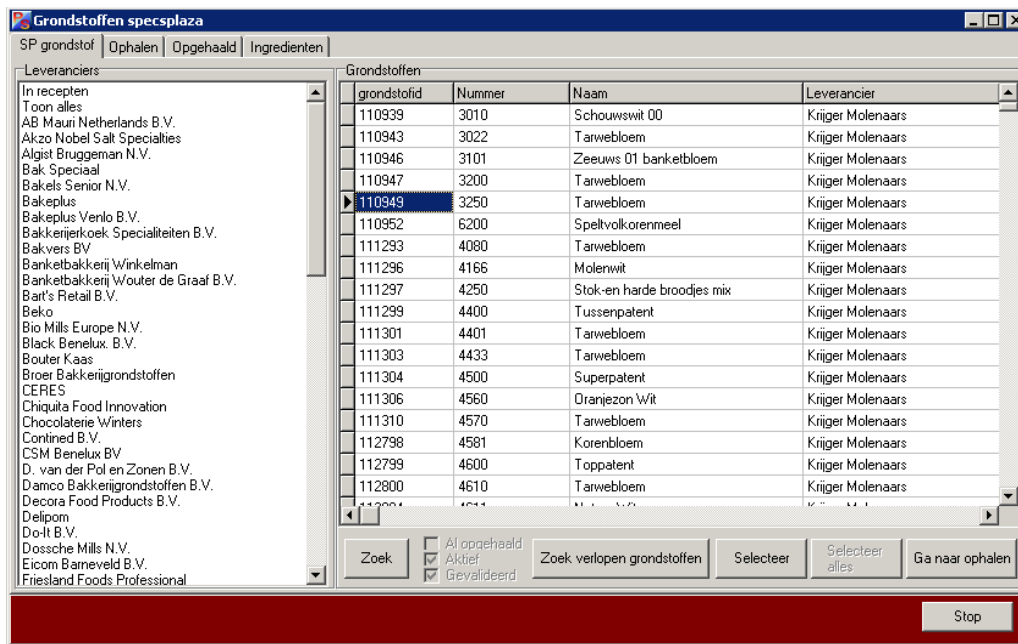 Grondstoffen specsplaza
SP grondstof Ophalen Opgehaald Ingredienten
Leveranciers
In recepten
Toon alles
AB Mauri Netherlands B.V.
Akzo Nobel Salt Specialties
Algist Bruggeman N.V.
Bak Speciaal
Bakels Senior N.V.
Bakeplus
Bakeplus Venlo B.V.
Bakkerijerkoek Specialiteiten B.V.
Bakvers BV
Banketbakkerij Winkelman
Banketbakkerij Wouter de Graaf B.V.
Bart's Retail B.V.
Beko
Bio Mills Europe N.V.
Black Benelux. B.V.
Bouter Kaas
Broer Bakkerijgrondstoffen
CERES
Chiquita Food Innovation
Chocolaterie Winters
Contined B.V.
CSM Benelux BV
D. van der Pol en Zonen B.V.
Damco Bakkerijgrondstoffen B.V.
Decora Food Products B.V.
Delipom
Do-It B.V.
Dossche Mills N.V.
Eicom Barneveld B.V.
Friesland Foods Professional
Grondstoffen
grondstofid Nummer Naam Leverancier
110939 3010 Schouwswit 00 Krijger Molenaars
110943 3022 Tarwebloem Krijger Molenaars
110946 3101 Zeeuws 01 banketbloem Krijger Molenaars
110947 3200 Tarwebloem Krijger Molenaars
110949 3250 Tarwebloem Krijger Molenaars
110952 6200 Speltvolkorenmeel Krijger Molenaars
111293 4080 Tarwebloem Krijger Molenaars
111296 4166 Molenwit Krijger Molenaars
111297 4250 Stok-en harde broodjes mix Krijger Molenaars
111299 4400 Tussenpatent Krijger Molenaars
111301 4401 Tarwebloem Krijger Molenaars
111303 4433 Tarwebloem Krijger Molenaars
111304 4500 Superpatent Krijger Molenaars
111306 4560 Oranjezon Wit Krijger Molenaars
111310 4570 Tarwebloem Krijger Molenaars
112798 4581 Korenbloem Krijger Molenaars
112799 4600 Toppatent Krijger Molenaars
112800 4610 Tarwebloem Krijger Molenaars
Zoek
Al opgehaald
Aktief
Gevalideerd
Zoek verlopen grondstoffen
Selecteer
Selecteer
alles
Ga naar ophalen
Stop